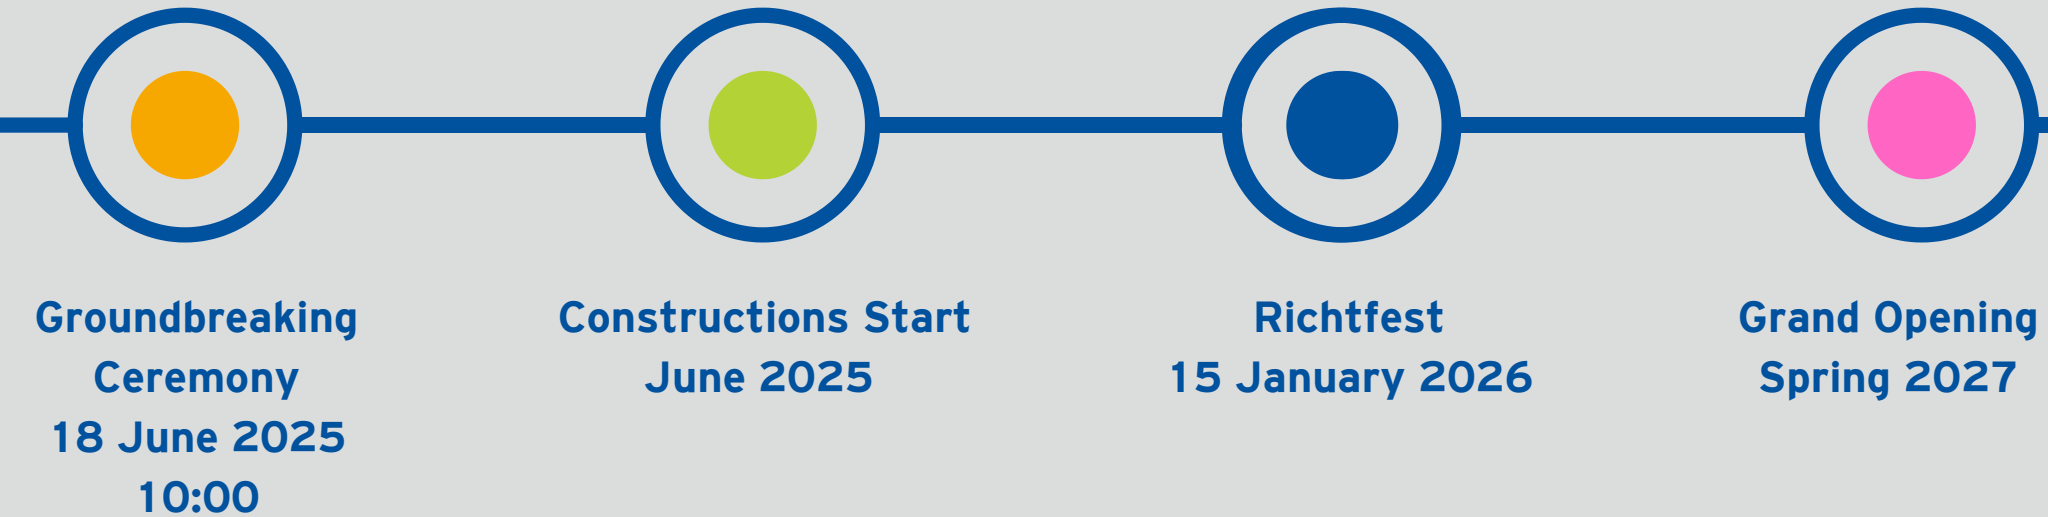 Groundbreaking
Ceremony
18 June 2025
10:00
Constructions Start
June 2025
Richtfest
15 January 2026
Grand Opening
Spring 2027